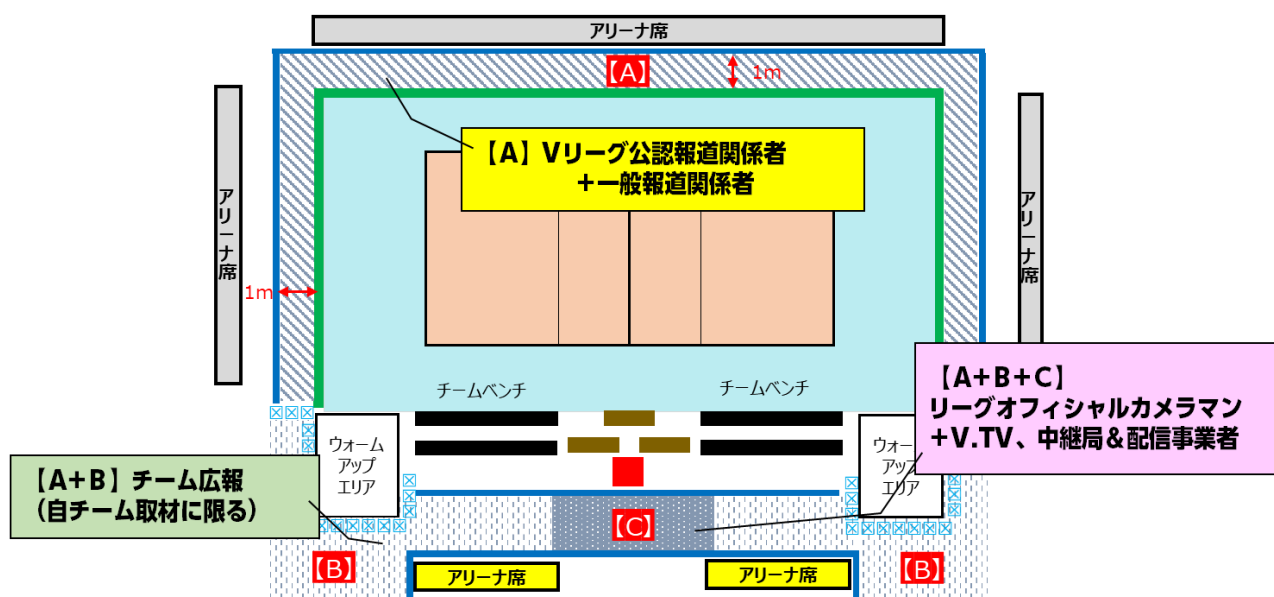 アリーナ席
【A】
1m
【A】Vリーグ公認報道関係者
+一般報道関係者
アリーナ席
アリーナ席
1m
チームベンチ
チームベンチ
【A+B+C】
リーグオフィシャルカメラマン
+V.TV、中継局&配信事業者
ウォーム
アップ
エリア
ウォー
アップ
エリア
【A+B】チーム広報
(自チーム取材に限る)
【C】
【B】
【B】
アリーナ席
アリーナ席